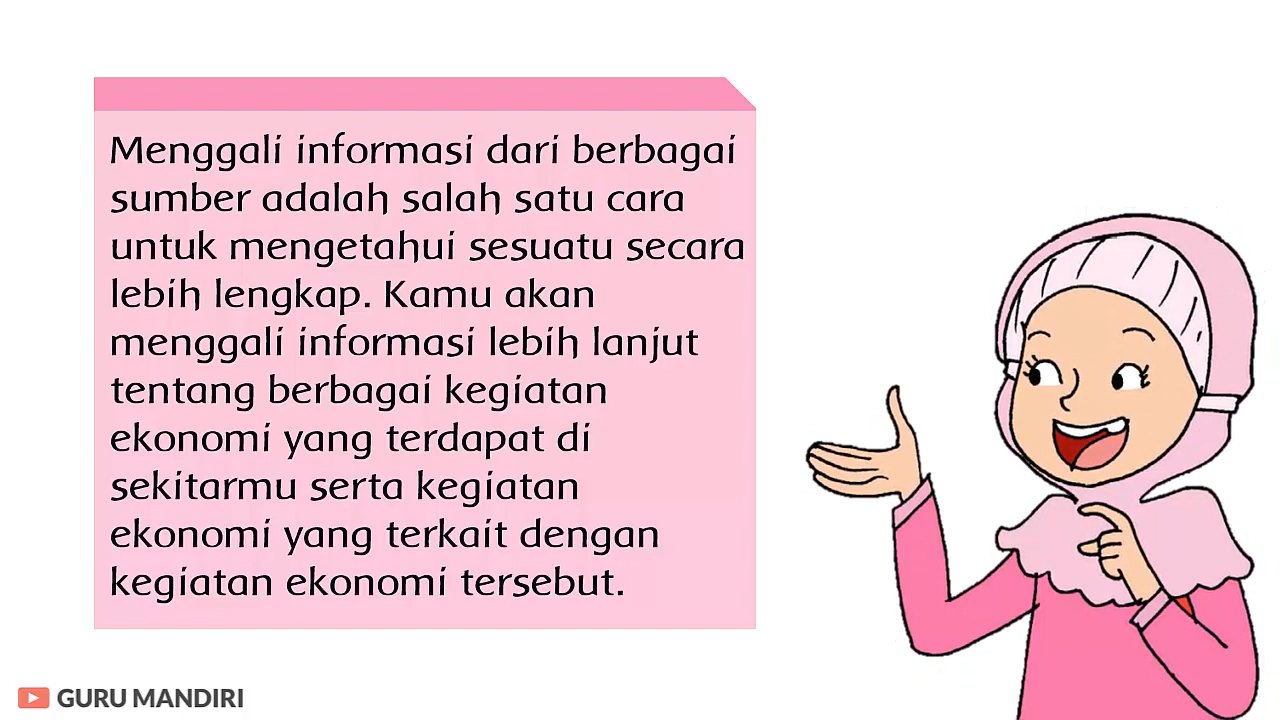 Menggali informasi dari berbagai
sumber adalah salah satu cara
untuk mengetahui sesuatu secara
lebih lengkap. Kamu akan
menggali informasi lebih lanjut
tentang berbagai kegiatan
ekonomi yang terdapat di
sekitarmu serta kegiatan
ekonomi yang terkait dengan
kegiatan ekonomi tersebut.
GURU MANDIRI